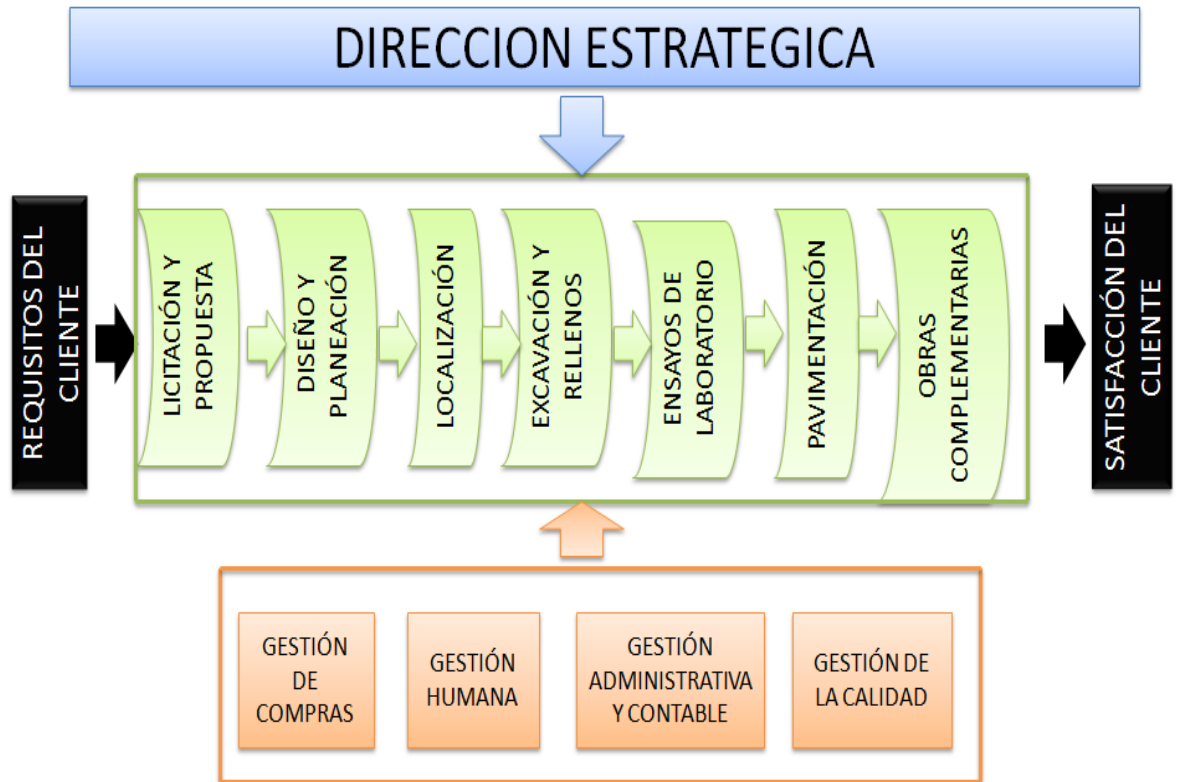 DIRECCION ESTRATEGICA
REQUISITOS DEL
CLIENTE
LICITACIÓN Y
PROPUESTA
DISEÑO Y
PLANEACIÓN
LOCALIZACIÓN
EXCAVACIÓN Y
RELLENOS
ENSAYOS DE
LABORATORIO
PAVIMENTACIÓN
OBRAS
COMPLEMENTARIAS
SATISFACCIÓN DEL
CLIENTE
GESTIÓN
DE
COMPRAS
GESTIÓN
HUMANA
GESTIÓN
ADMINISTRATIVA
Y CONTABLE
GESTIÓN DE
LA CALIDAD